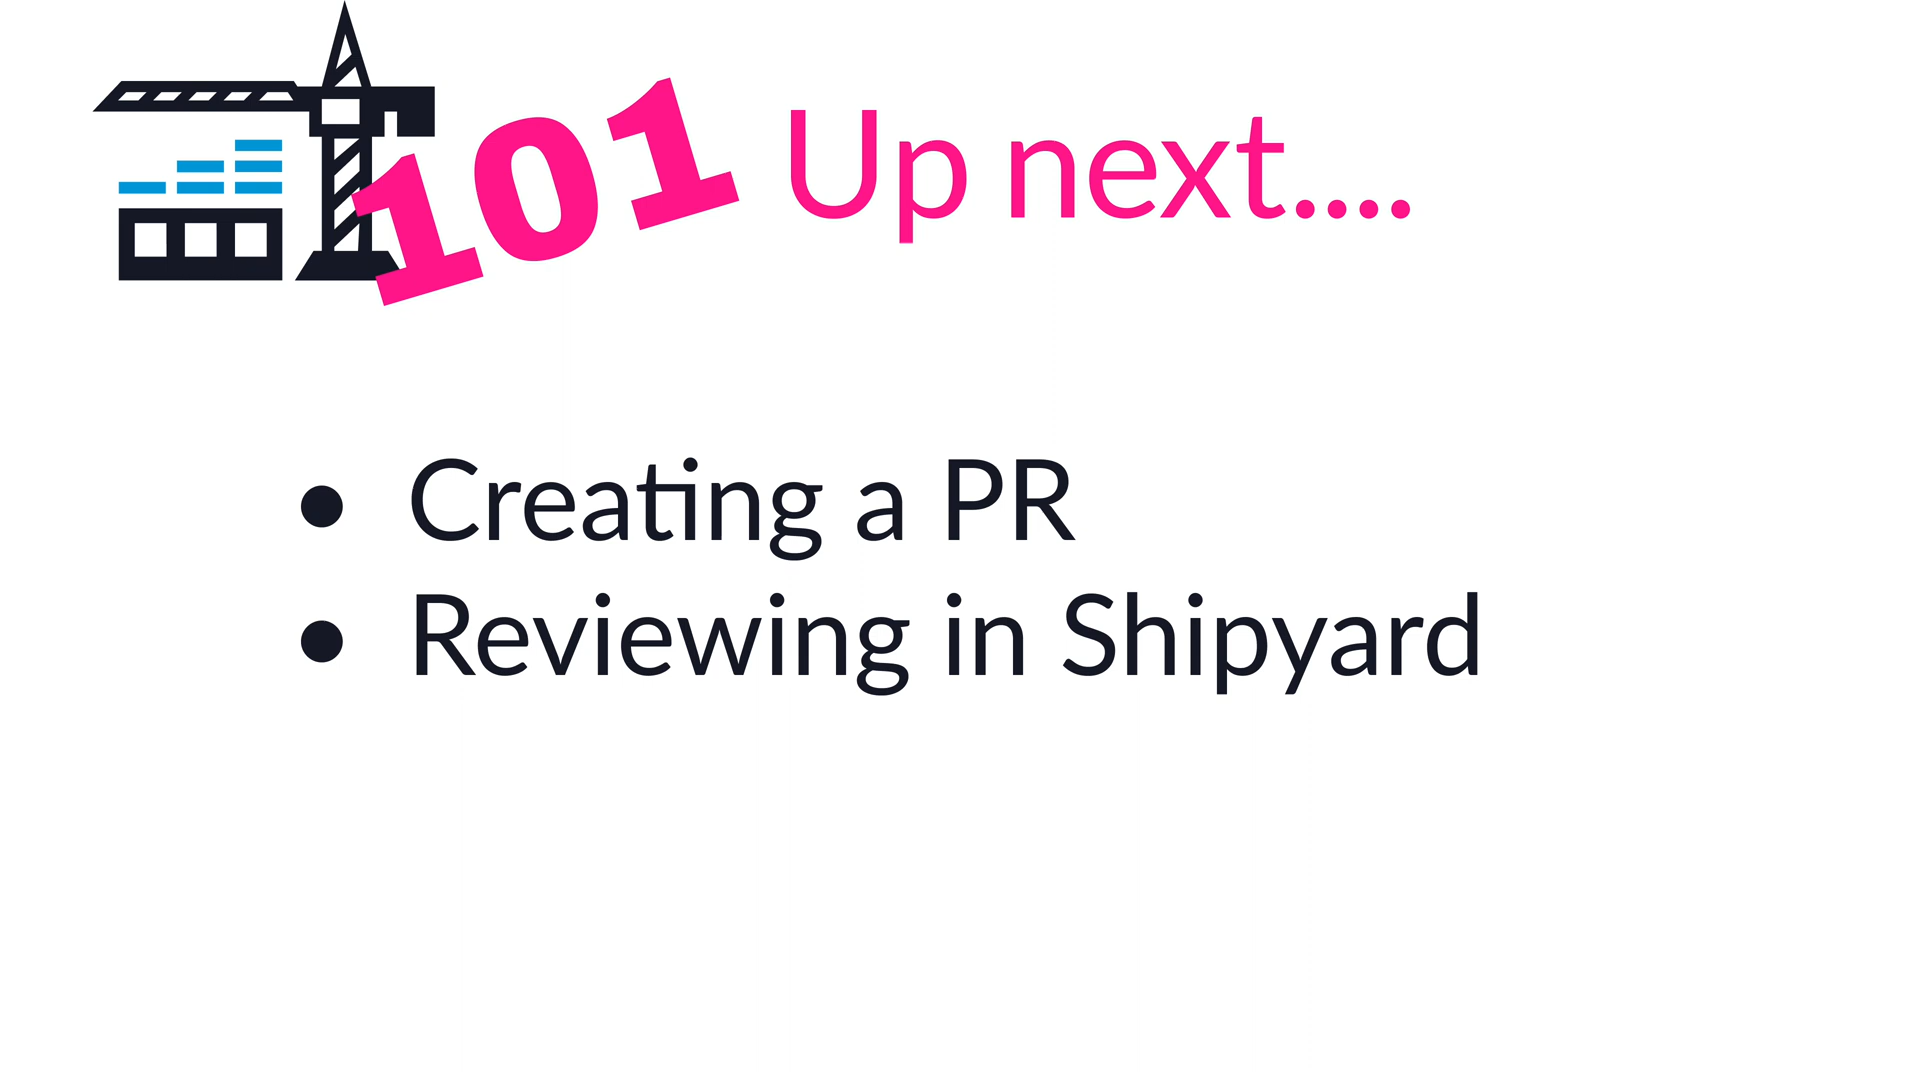 101 Up next....
• Creating a PR
• Reviewing in Shipyard